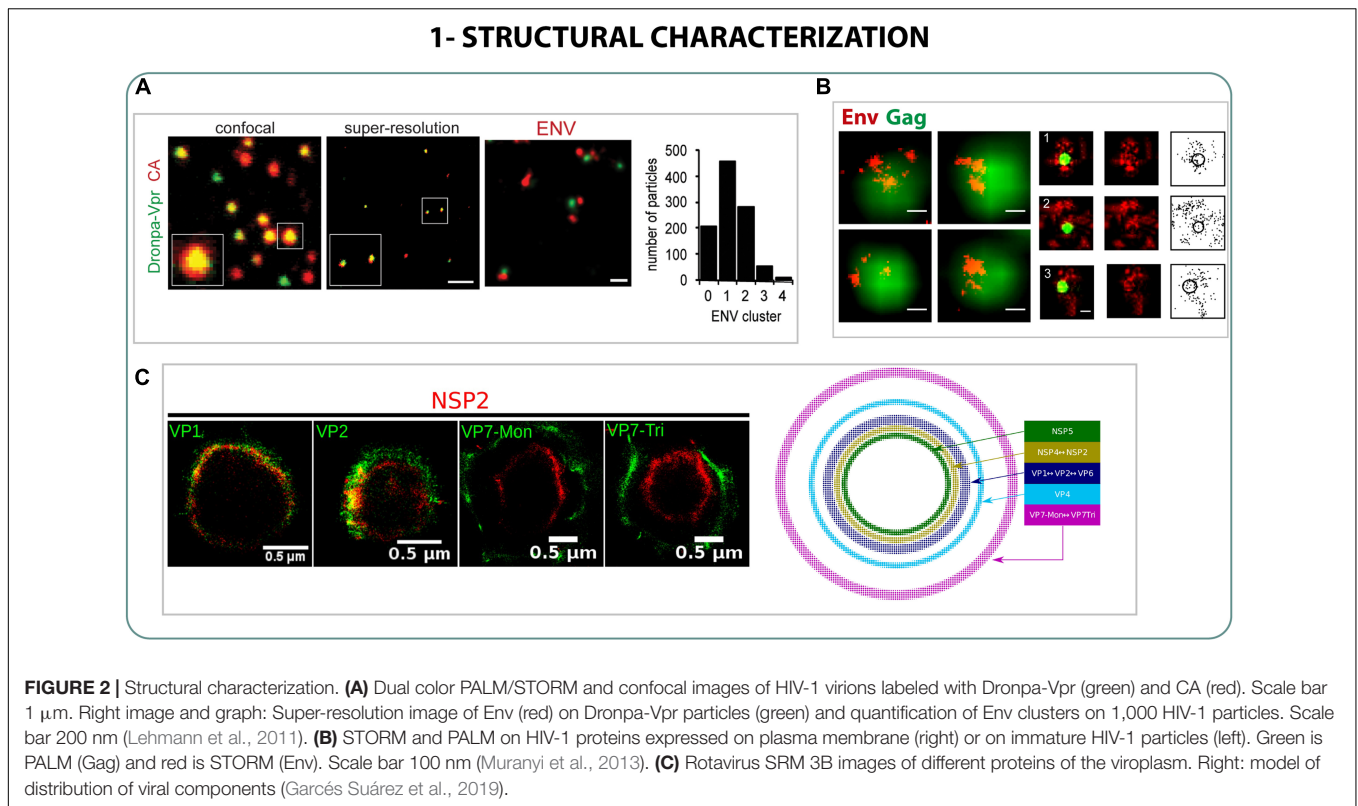 1- STRUCTURAL CHARACTERIZATION
A
B
confocal
super-resolution
ENV
Dronpa-Vpr CA
number of particles
500
400
300
200
100
0
0 1 2 3 4
ENV cluster
Env Gag
1
2
3
C
NSP2
VP1
VP2
VP7-Mon
VP7-Tri
0.5 μm
0.5 μm
0.5 μm
0.5 μm
NSP5
NSP4↔NSP2
VP1↔VP2↔VP6
VP4
VP7-Mon↔VP7Tri
FIGURE 2 | Structural characterization. (A) Dual color PALM/STORM and confocal images of HIV-1 virions labeled with Dronpa-Vpr (green) and CA (red). Scale bar
1 μm. Right image and graph: Super-resolution image of Env (red) on Dronpa-Vpr particles (green) and quantification of Env clusters on 1,000 HIV-1 particles. Scale
bar 200 nm (Lehmann et al., 2011). (B) STORM and PALM on HIV-1 proteins expressed on plasma membrane (right) or on immature HIV-1 particles (left). Green is
PALM (Gag) and red is STORM (Env). Scale bar 100 nm (Muranyi et al., 2013). (C) Rotavirus SRM 3B images of different proteins of the viroplasm. Right: model of
distribution of viral components (Garcés Suárez et al., 2019).